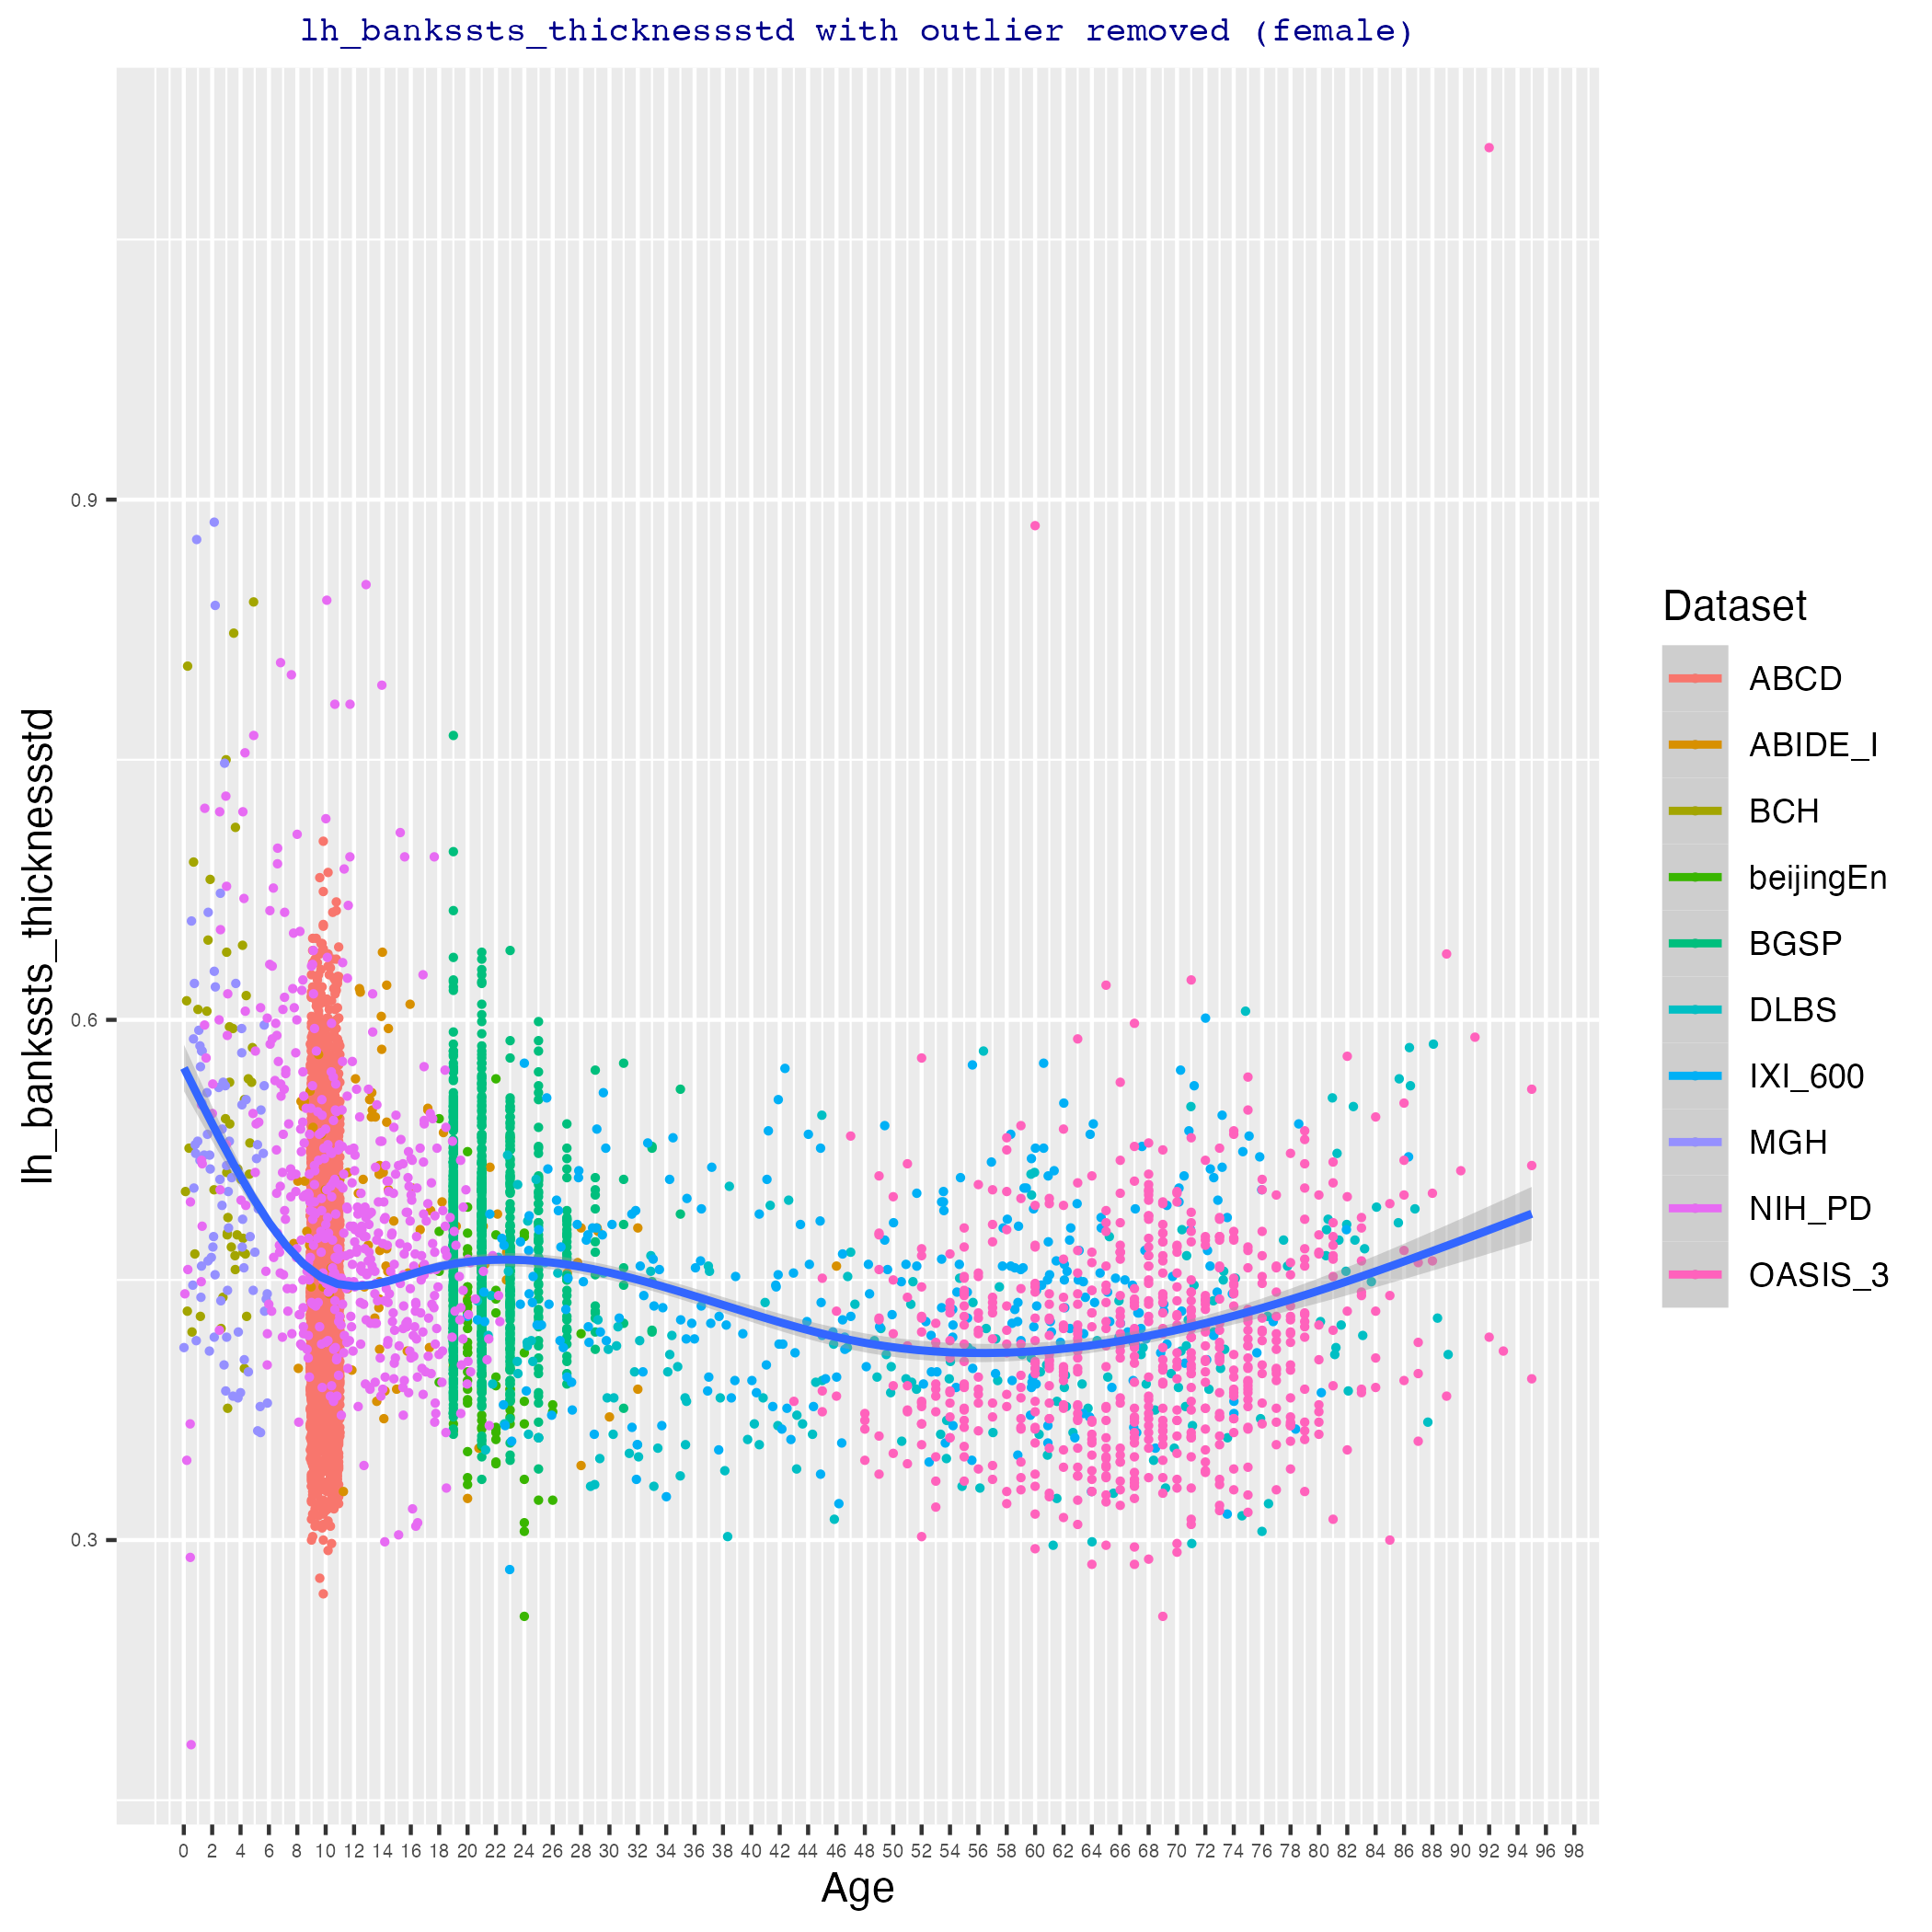 lh_bankssts_thicknessstd with outlier removed (female)
lh_bankssts_thicknessstd
0.9
0.6
0.3
0 2 4 6 8 10 12 14 16 18 20 22 24 26 28 30 32 34 36 38 40 42 44 46 48 50 52 54 56 58 60 62 64 66 68 70 72 74 76 78 80 82 84 86 88 90 92 94 96 98
Age
Dataset
ABCD
ABIDE_I
BCH
beijingEn
BGSP
DLBS
IXI_600
MGH
NIH_PD
OASIS_3